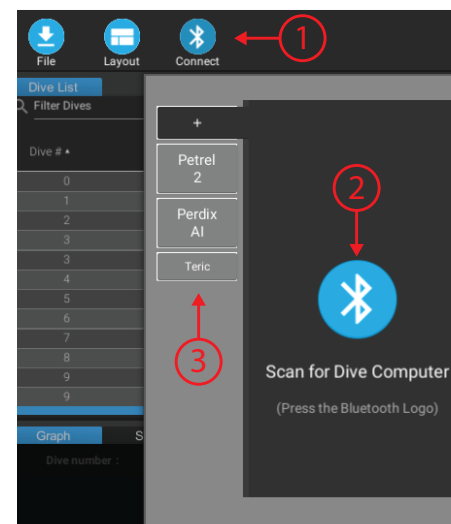 File Layout Connect
1
Dive List
Filter Dives
Dive #
0
1
2
3
3
4
5
6
7
8
9
9
Graph S
Dive number :
+
Petrel
2
Perdix
AI
Teric
3
2
Scan for Dive Computer
(Press the Bluetooth Logo)